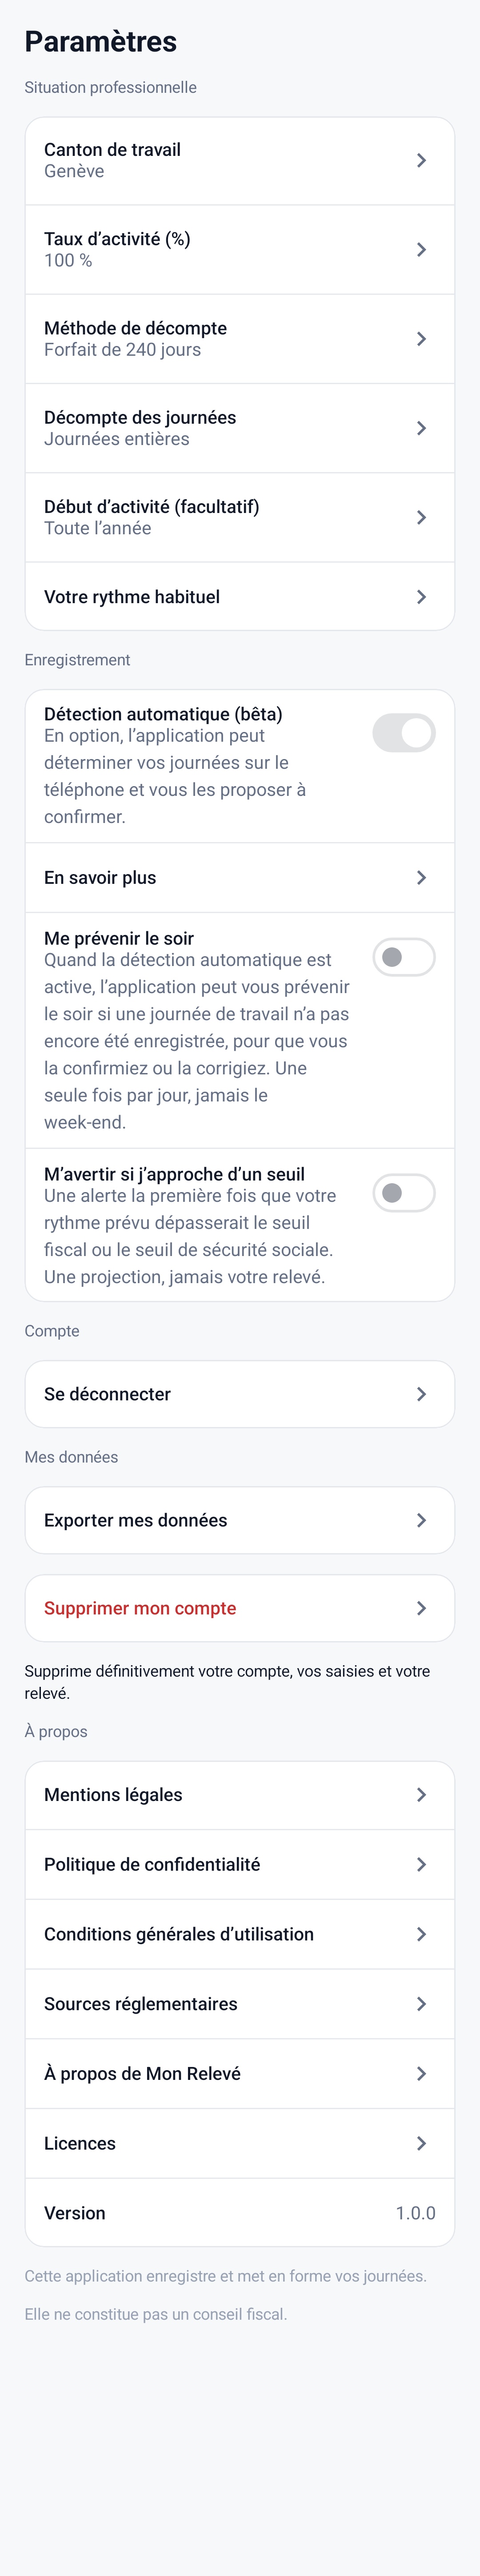 Paramètres
Situation professionnelle
Canton de travail
Genève
Taux d’activité (%)
100 %
Méthode de décompte
Forfait de 240 jours
Décompte des journées
Journées entières
Début d’activité (facultatif)
Toute l’année
Votre rythme habituel
Enregistrement
Détection automatique (bêta)
En option, l’application peut
déterminer vos journées sur le
téléphone et vous les proposer à
confirmer.
En savoir plus
Me prévenir le soir
Quand la détection automatique est
active, l’application peut vous prévenir
le soir si une journée de travail n’a pas
encore été enregistrée, pour que vous
la confirmiez ou la corrigiez. Une
seule fois par jour, jamais le
week-end.
M’avertir si j’approche d’un seuil
Une alerte la première fois que votre
rythme prévu dépasserait le seuil
fiscal ou le seuil de sécurité sociale.
Une projection, jamais votre relevé.
Compte
Se déconnecter
Mes données
Exporter mes données
Supprimer mon compte
Supprime définitivement votre compte, vos saisies et votre
relevé.
À propos
Mentions légales
Politique de confidentialité
Conditions générales d’utilisation
Sources réglementaires
À propos de Mon Relevé
Licences
Version 1.0.0
Cette application enregistre et met en forme vos journées.
Elle ne constitue pas un conseil fiscal.